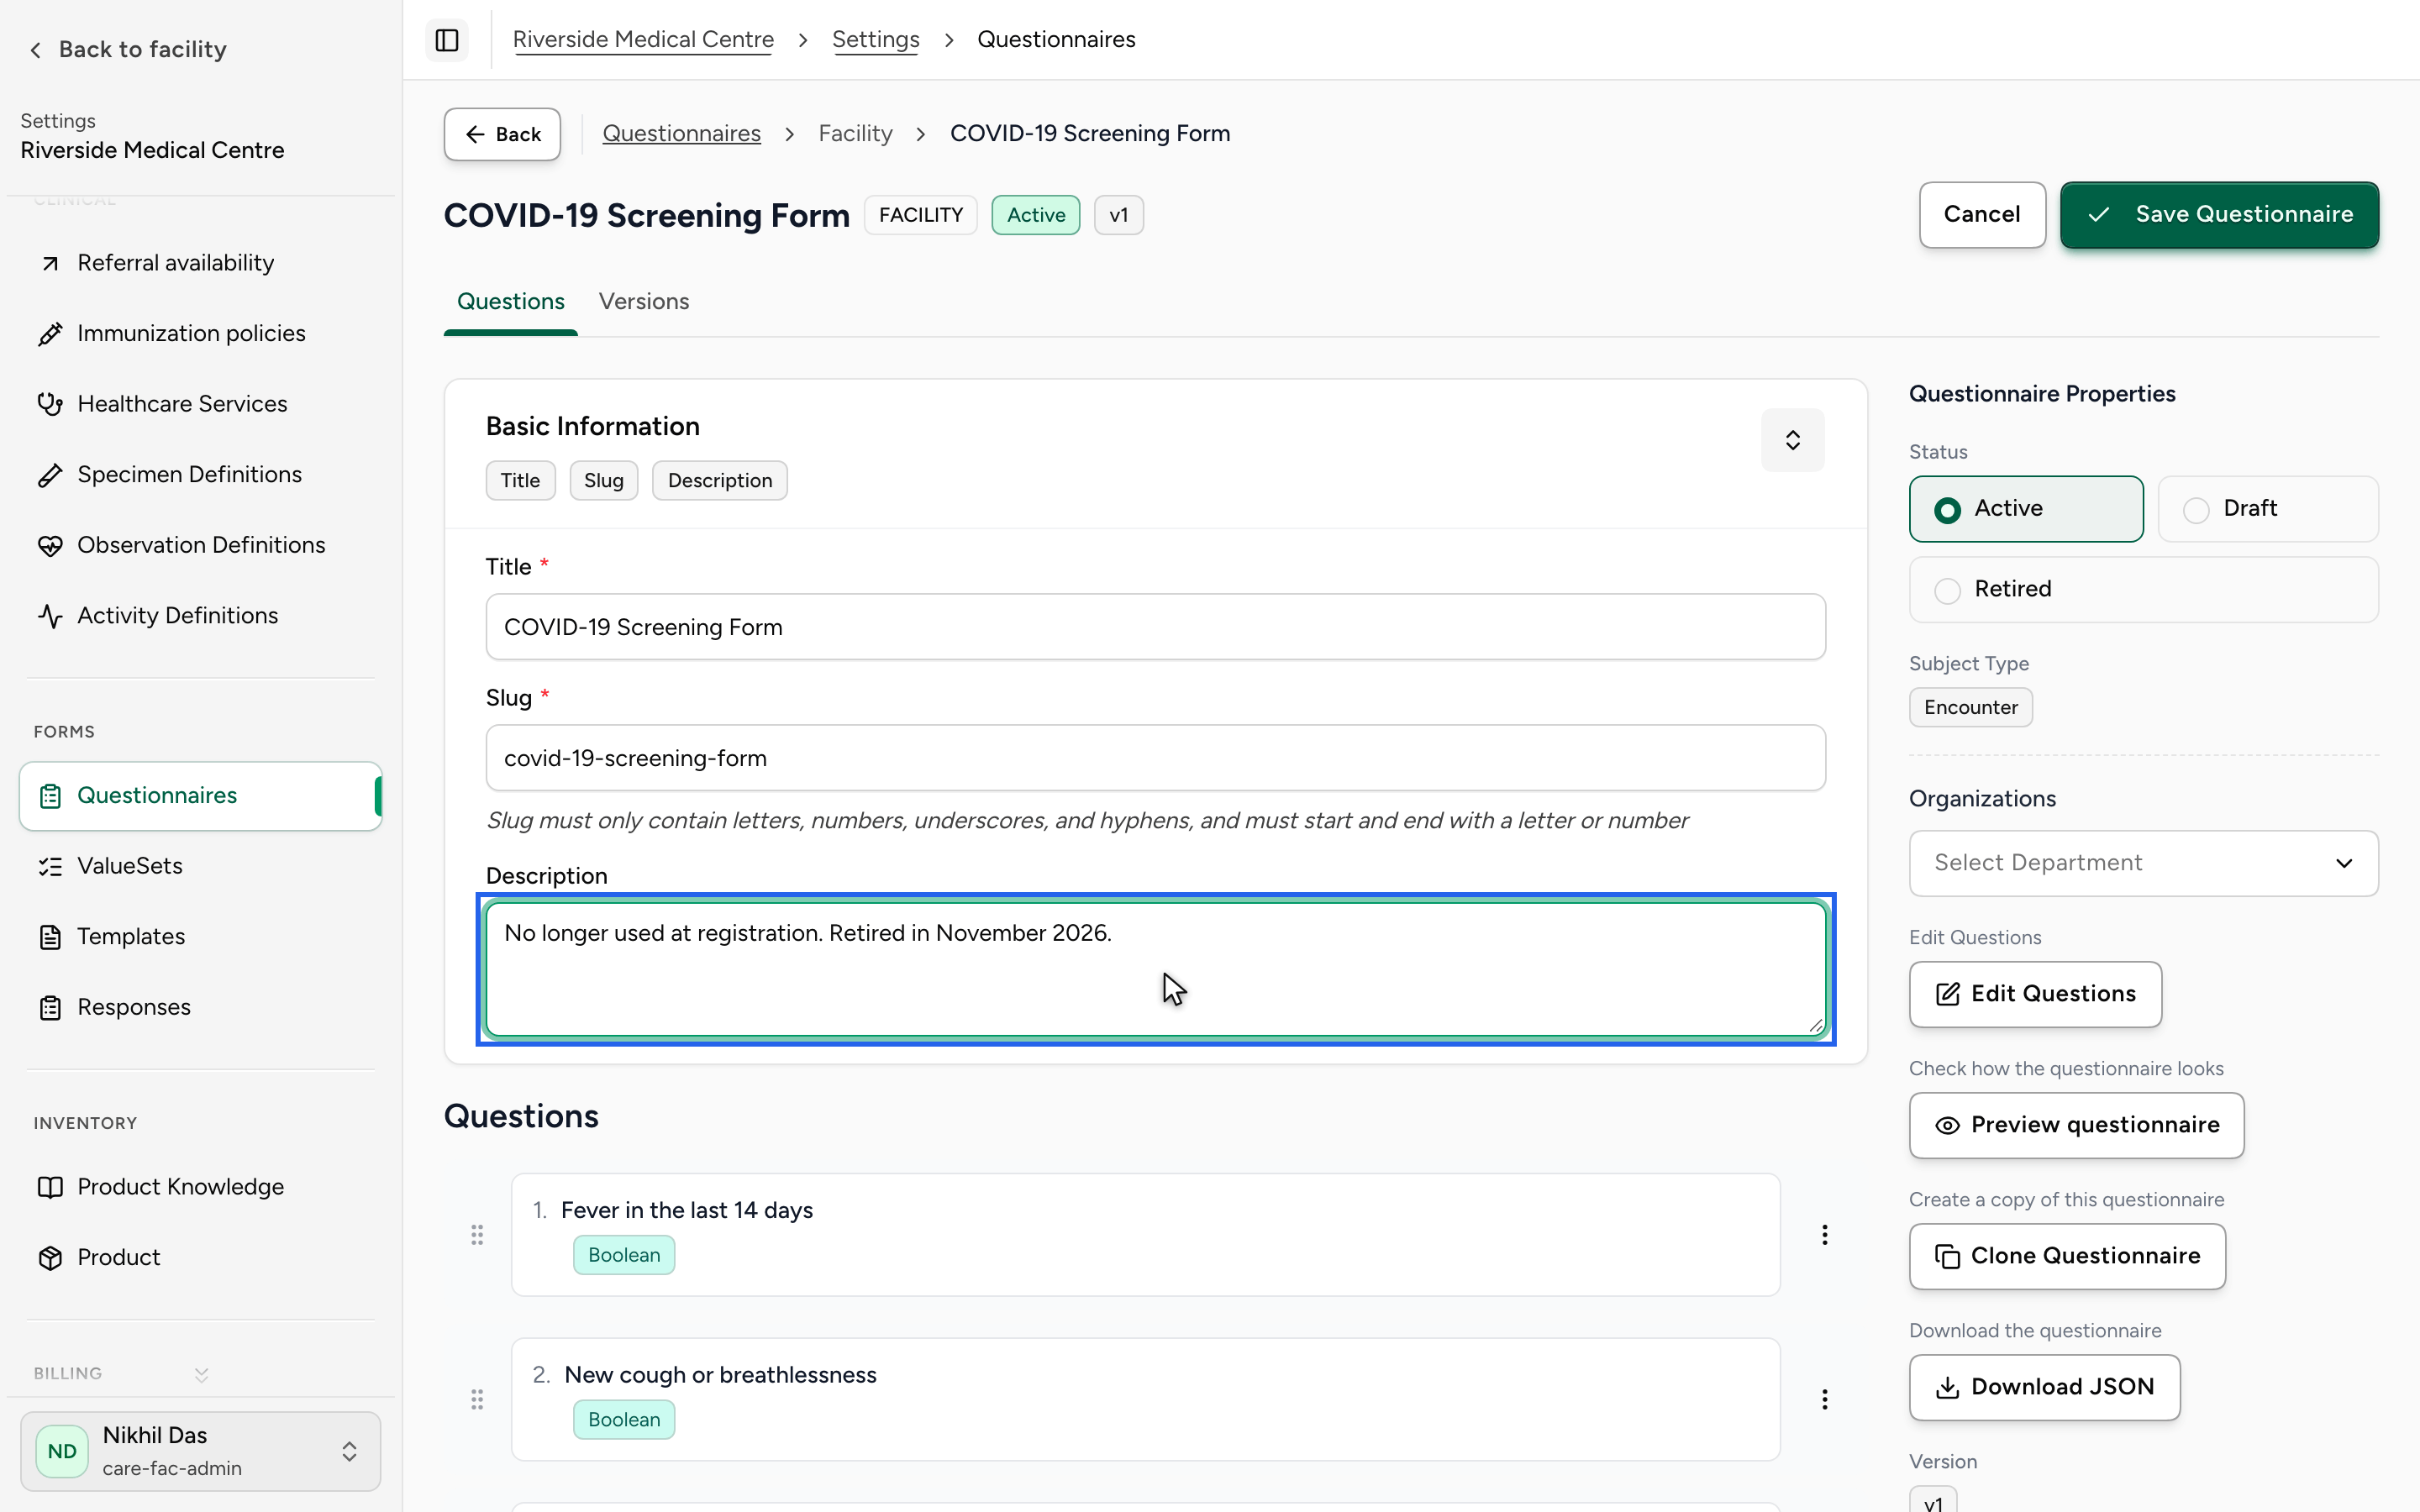 Back to facility
Settings
Riverside Medical Centre
CLINICAL
Referral availability
Immunization policies
Healthcare Services
Specimen Definitions
Observation Definitions
Activity Definitions
FORMS
Questionnaires
ValueSets
Templates
Responses
INVENTORY
Product Knowledge
Product
BILLING
ND
Nikhil Das
care-fac-admin
Riverside Medical Centre
Settings
Questionnaires
Back
Questionnaires
Facility
COVID-19 Screening Form
COVID-19 Screening Form
FACILITY
Active
v1
Cancel
Save Questionnaire
Questions
Versions
Basic Information
Title
Slug
Description
Title *
COVID-19 Screening Form
Slug *
covid-19-screening-form
Slug must only contain letters, numbers, underscores, and hyphens, and must start and end with a letter or number
Description
No longer used at registration. Retired in November 2026.
Questions
1. Fever in the last 14 days
Boolean
2. New cough or breathlessness
Boolean
Questionnaire Properties
Status
Active
Draft
Retired
Subject Type
Encounter
Organizations
Select Department
Edit Questions
Edit Questions
Check how the questionnaire looks
Preview questionnaire
Create a copy of this questionnaire
Clone Questionnaire
Download the questionnaire
Download JSON
Version
v1